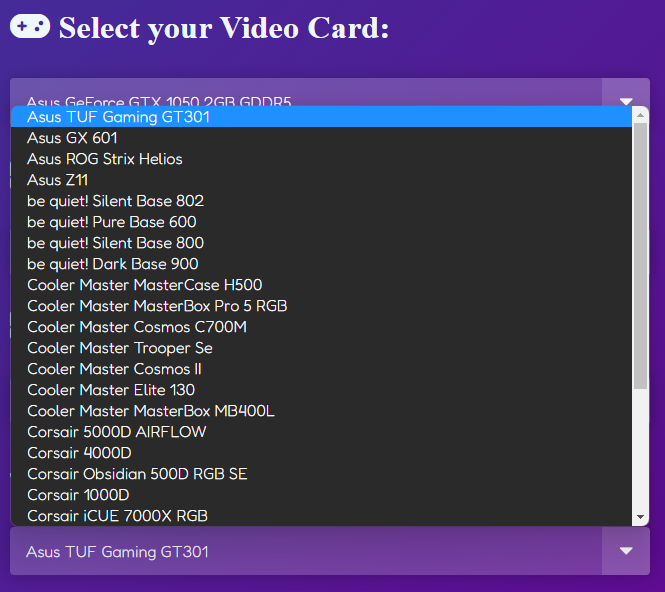 Select your Video Card:
Asus GeForce GTX 1050 2GB GDDR5
Asus TUF Gaming GT301
Asus GX 601
Asus ROG Strix Helios
Asus Z11
be quiet! Silent Base 802
be quiet! Pure Base 600
be quiet! Silent Base 800
be quiet! Dark Base 900
Cooler Master MasterCase H500
Cooler Master MasterBox Pro 5 RGB
Cooler Master Cosmos C700M
Cooler Master Trooper Se
Cooler Master Cosmos II
Cooler Master Elite 130
Cooler Master MasterBox MB400L
Corsair 5000D AIRFLOW
Corsair 4000D
Corsair Obsidian 500D RGB SE
Corsair 1000D
Corsair iCUE 7000X RGB
Asus TUF Gaming GT301